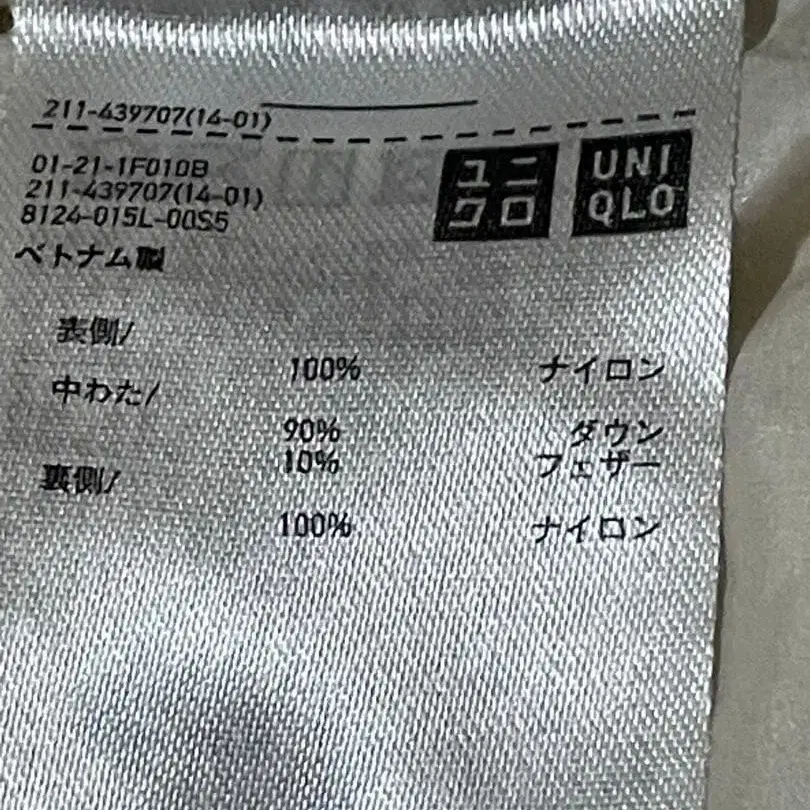 211-439707(14-01)
01-21-1F010B
211-439707(14-01)
8124-015L-00S5
ベトナム製
ユニ
クロ
UNI
QLO
表側/
100% ナイロン
中わた/
90% ダウン
10% フェザー
裏側/
100% ナイロン